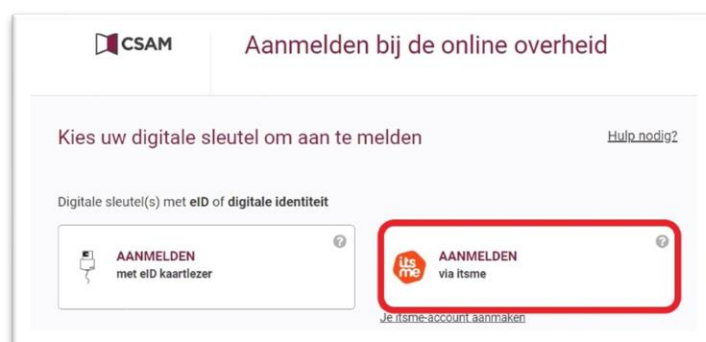 CSAM
Aanmelden bij de online overheid
Kies uw digitale sleutel om aan te melden
Hulp nodig?
Digitale sleutel(s) met eID of digitale identiteit
AANMELDEN
met eID kaartlezer
?
its
me
AANMELDEN
via itsme
?
Je itsme-account aanmaken